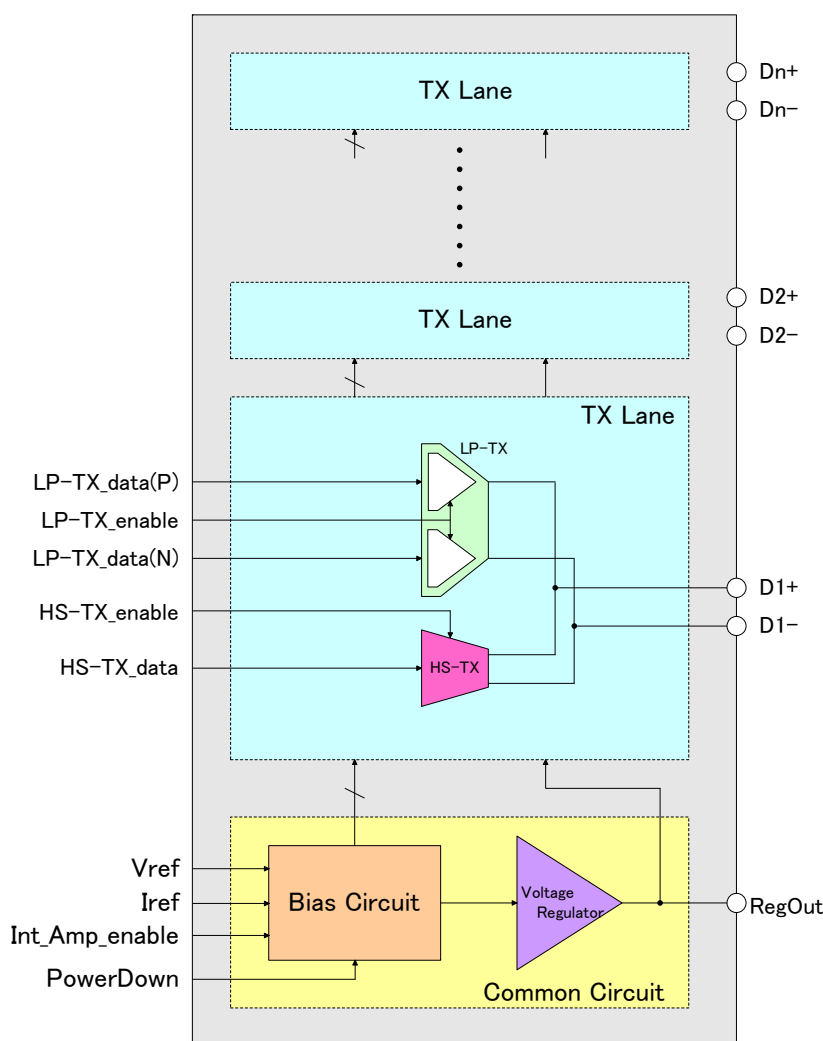 TX Lane
Dn+
Dn-
TX Lane
D2+
D2-
TX Lane
LP-TX
LP-TX_data(P)
LP-TX_enable
LP-TX_data(N)
HS-TX_enable
HS-TX_data
HS-TX
D1+
D1-
Vref
Iref
Int_Amp_enable
PowerDown
Bias Circuit
Voltage
Regulator
RegOut
Common Circuit